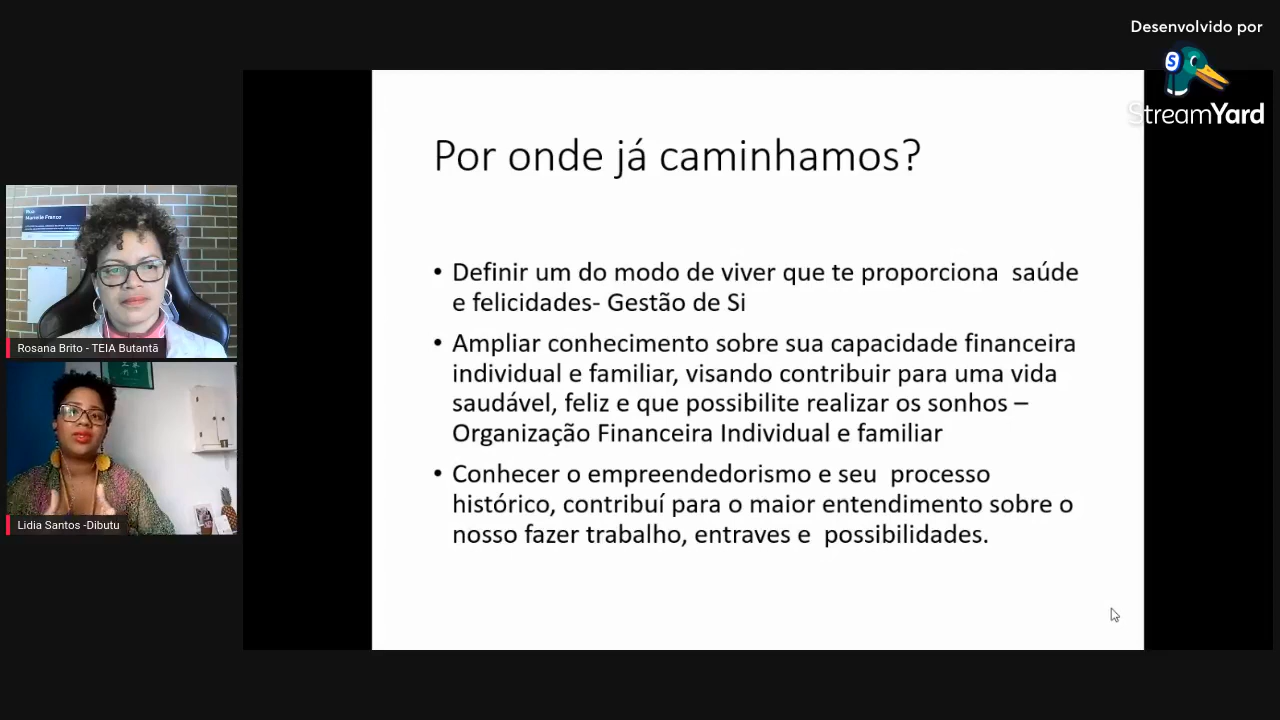 Desenvolvido por
StreamYard
Por onde já caminhamos?
• Definir um do modo de viver que te proporciona  saúde
e felicidades- Gestão de Si
• Ampliar conhecimento sobre sua capacidade financeira
individual e familiar, visando contribuir para uma vida
saudável, feliz e que possibilite realizar os sonhos –
Organização Financeira Individual e familiar
• Conhecer o empreendedorismo e seu  processo
histórico, contribuí para o maior entendimento sobre o
nosso fazer trabalho, entraves e  possibilidades.
Rua
Marielle Franco
Rosana Brito - TEIA Butantã
Lidia Santos -Dibutu